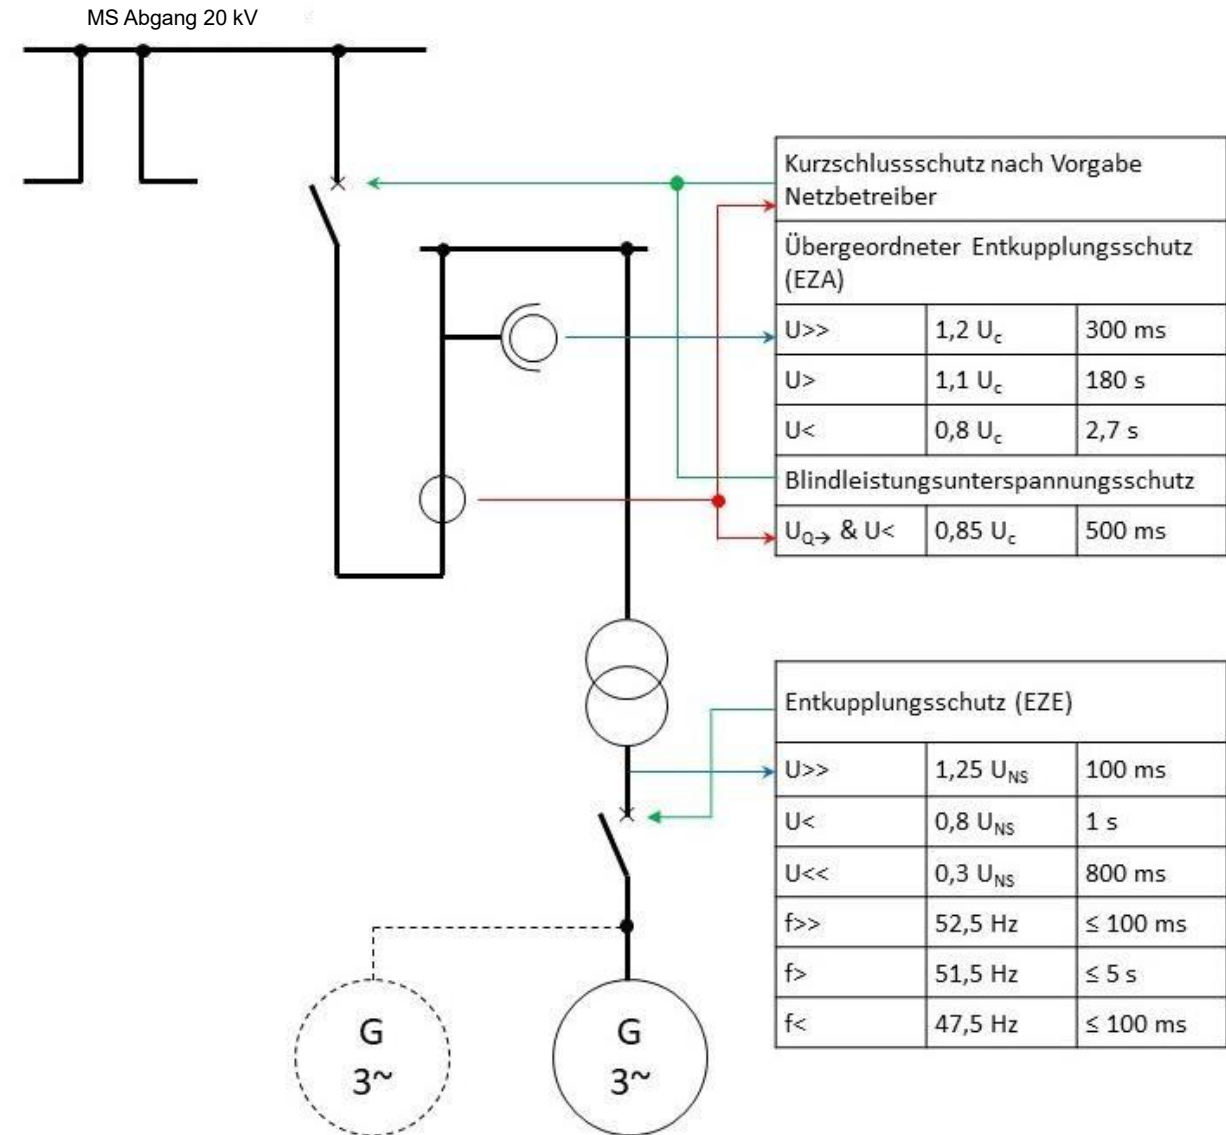 MS Abgang 20 kV
Kurzschlussschutz nach Vorgabe
Netzbetreiber
Übergeordneter Entkupplungsschutz
(EZA)
U>> 1,2 Uc 300 ms
U> 1,1 Uc 180 s
U< 0,8 Uc 2,7 s
Blindleistungsunterspannungsschutz
UQ→ & U< 0,85 Uc 500 ms
Entkupplungsschutz (EZE)
U>> 1,25 UNS 100 ms
U< 0,8 UNS 1 s
U<< 0,3 UNS 800 ms
f>> 52,5 Hz ≤ 100 ms
f> 51,5 Hz ≤ 5 s
f< 47,5 Hz ≤ 100 ms
G
3~
G
3~